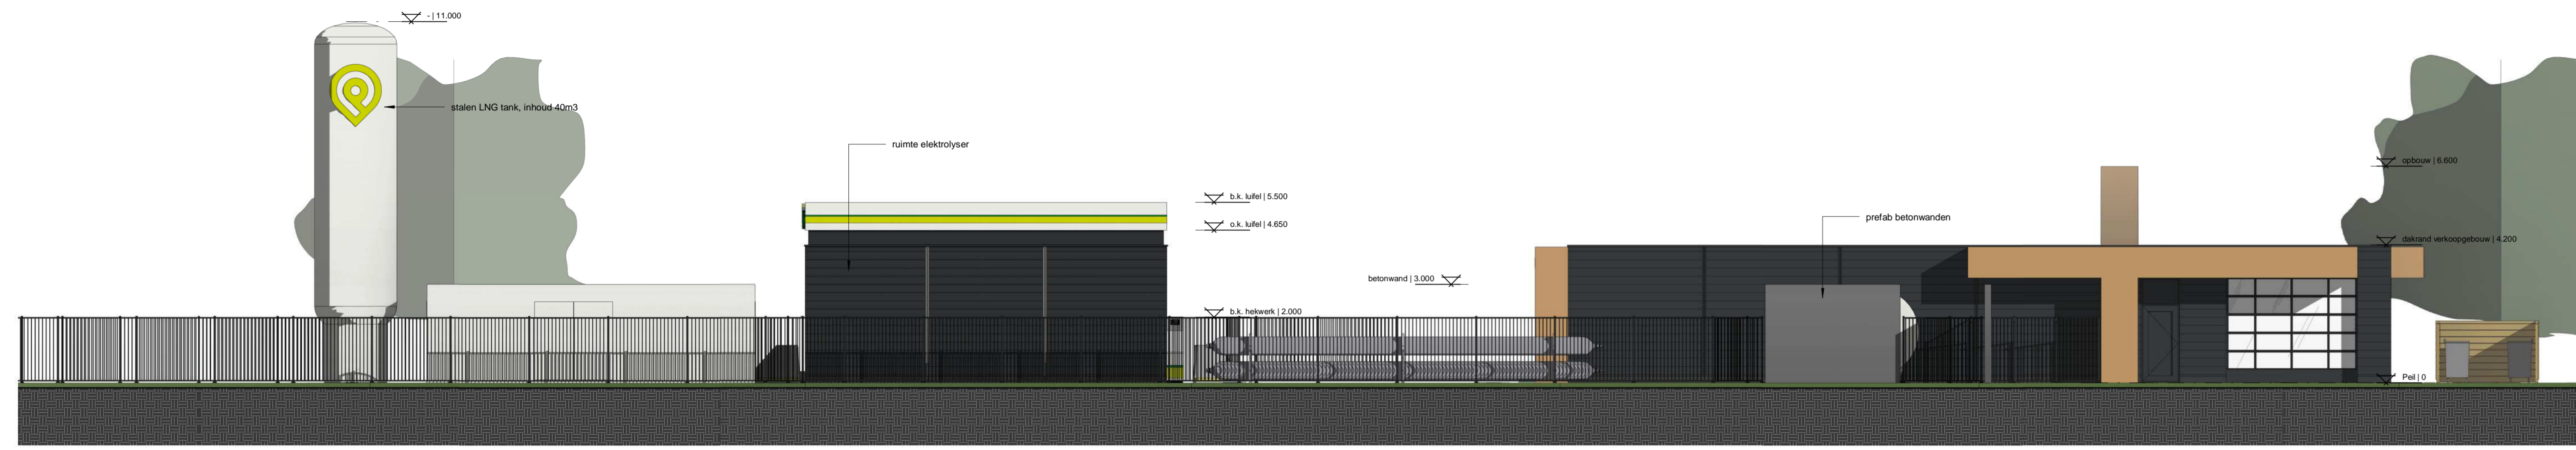 - | 11.000
stalen LNG tank, inhoud 40m3
ruimte elektrolyser
b.k. luifel | 5.500
o.k. luifel | 4.650
betonwand | 3.000
b.k. hekwerk | 2.000
prefab betonwanden
opbouw | 6.600
dakrand verkoopgebouw | 4.200
Peil | 0